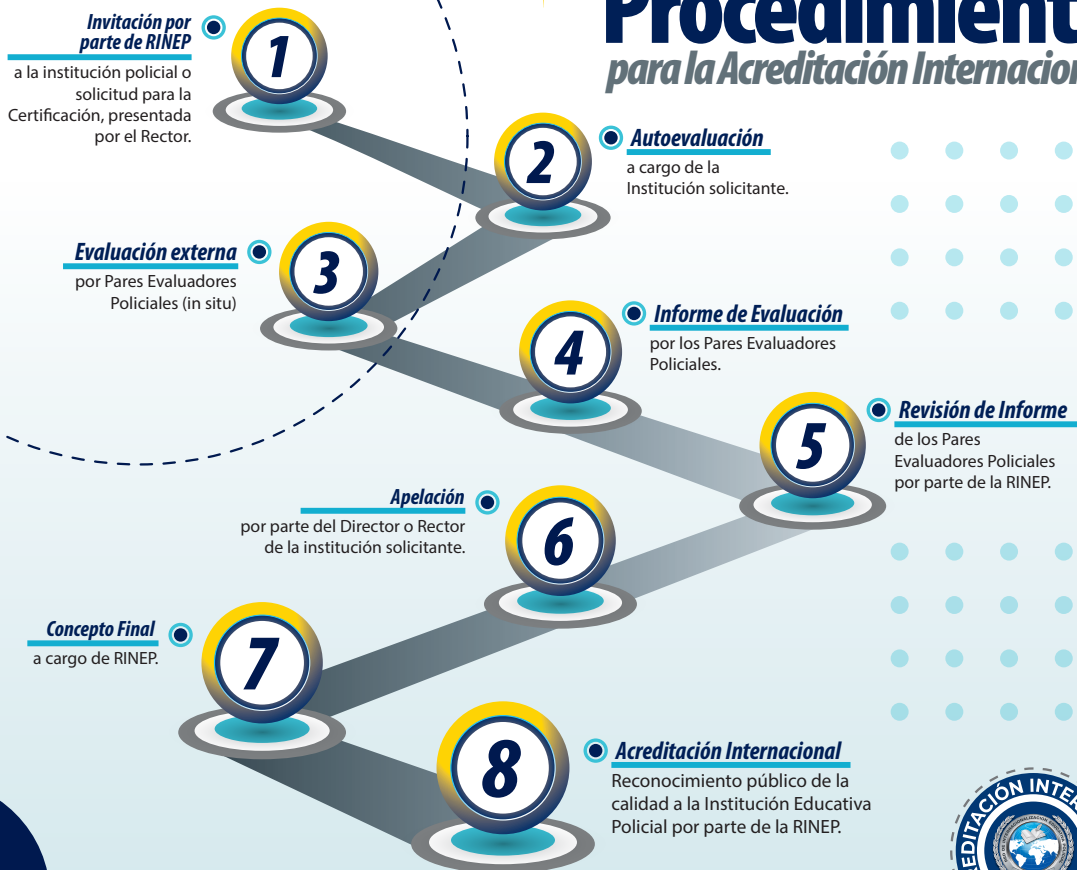 Procedimient
para la Acreditación Internacion
Invitación por
parte de RINEP
a la institución policial o
solicitud para la
Certificación, presentada
por el Rector.
1
2
Autoevaluación
a cargo de la
Institución solicitante.
Evaluación externa
por Pares Evaluadores
Policiales (in situ)
3
4
Informe de Evaluación
por los Pares Evaluadores
Policiales.
5
Revisión de Informe
de los Pares
Evaluadores Policiales
por parte de la RINEP.
Apelación
por parte del Director o Rector
de la institución solicitante.
6
Concepto Final
a cargo de RINEP.
7
8
Acreditación Internacional
Reconocimiento público de la
calidad a la Institución Educativa
Policial por parte de la RINEP.
EDITACIÓN INTER